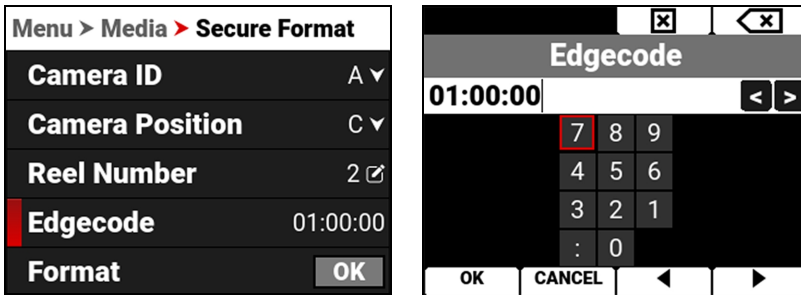 Menu > Media > Secure Format
Camera ID A
Camera Position C
Reel Number 2
Edgecode 01:00:00
Format OK
Edgecode
01:00:00 < >
7 8 9
4 5 6
3 2 1
: 0
OK CANCEL